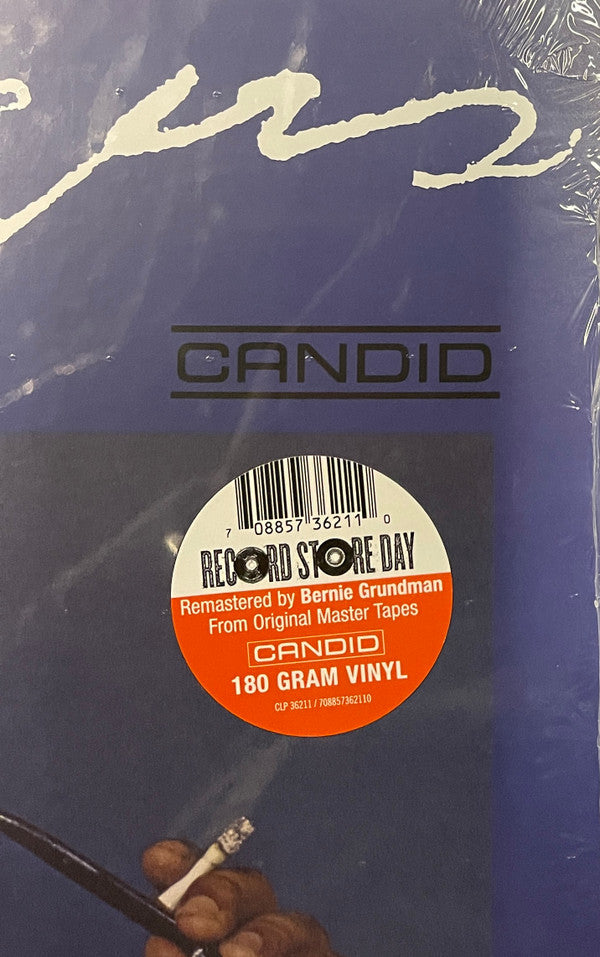 CANDID
7 08857 36211 0
RECORD STORE DAY
Remastered by Bernie Grundman
From Original Master Tapes
CANDID
180 GRAM VINYL
CLP 36211 / 708857362110